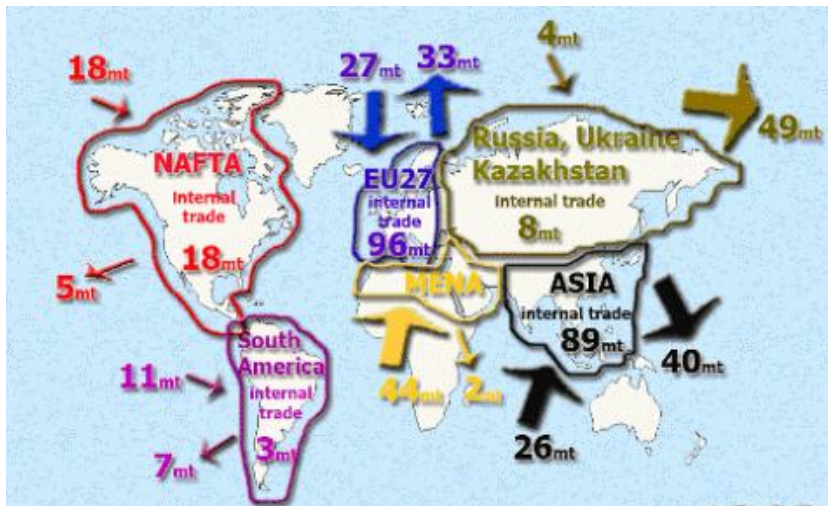 18mt
NAFTA
Internal
trade
18mt
5mt
27mt
33mt
EU27
internal
trade
96mt
4mt
49mt
Russia, Ukraine
Kazakhstan
Internal trade
8mt
MENA
44mt
2mt
ASIA
internal trade
89mt
40mt
26mt
South
America
internal
trade
3mt
11mt
7mt